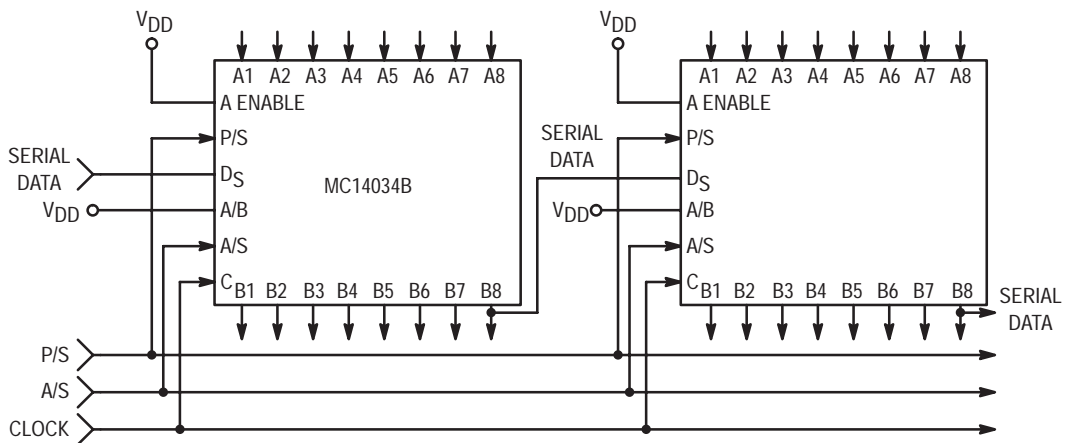 VDD VDD
A1 A2 A3 A4 A5 A6 A7 A8 A1 A2 A3 A4 A5 A6 A7 A8
A ENABLE A ENABLE
P/S SERIAL P/S
SERIAL DATA
DATA DS MC14034B DS
VDD A/B VDD A/B
A/S A/S
C C
B1 B2 B3 B4 B5 B6 B7 B8 B1 B2 B3 B4 B5 B6 B7 B8 SERIAL
DATA
P/S
A/S
CLOCK